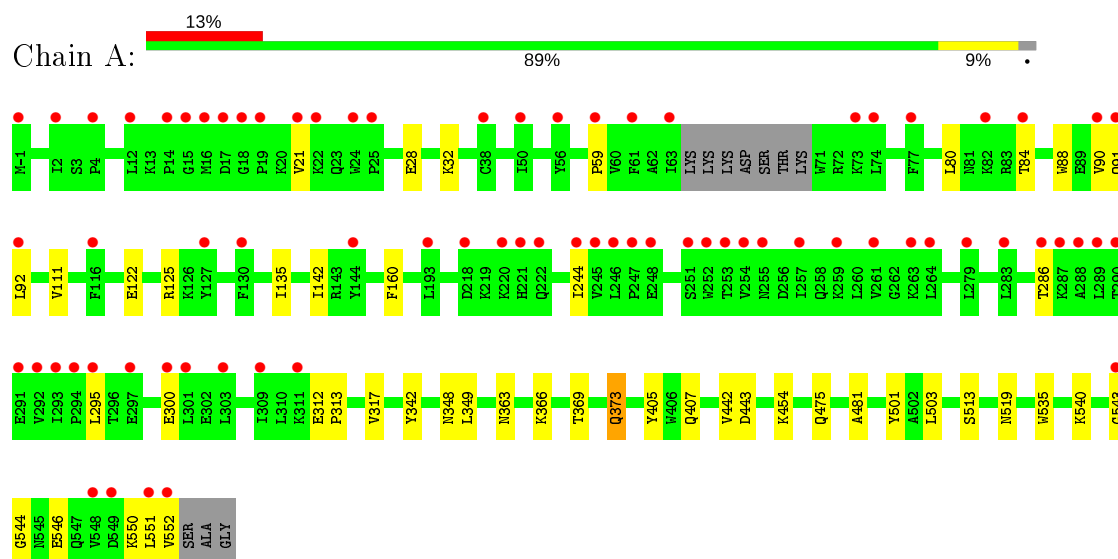 13%
Chain A:
89% 9% •
M-1 I2 S3 P4 L12 K13 P14 G15 M16 D17 G18 P19 K20 V21 K22 Q23 W24 P25 E28 K32 C38 I50 Y56 P59 V60 F61 A62 I63 LYS LYS LYS ASP SER THR LYS W71 R72 K73 L74 F77 L80 N81 K82 R83 T84 W88 E89 V90 Q91
L92 V111 F116 E122 R125 K126 Y127 F130 I135 I142 R143 Y144 F160 L193 D218 K219 K220 H221 Q222 I244 V245 L246 P247 E248 S251 W252 T253 V254 N255 D256 I257 Q258 K259 L260 V261 G262 K263 L264 L279 L283 T286 K287 A288 L289 T290
E291 V292 I293 P294 L295 T296 E297 E300 L301 E302 L303 I309 L310 K311 E312 P313 V317 Y342 N348 L349 N363 K366 T369 Q373 Y405 W406 Q407 V442 D443 K454 Q475 A481 Y501 A502 L503 S513 N519 W535 K540 G543
G544 N545 E546 Q547 V548 D549 K550 L551 V552 SER ALA GLY